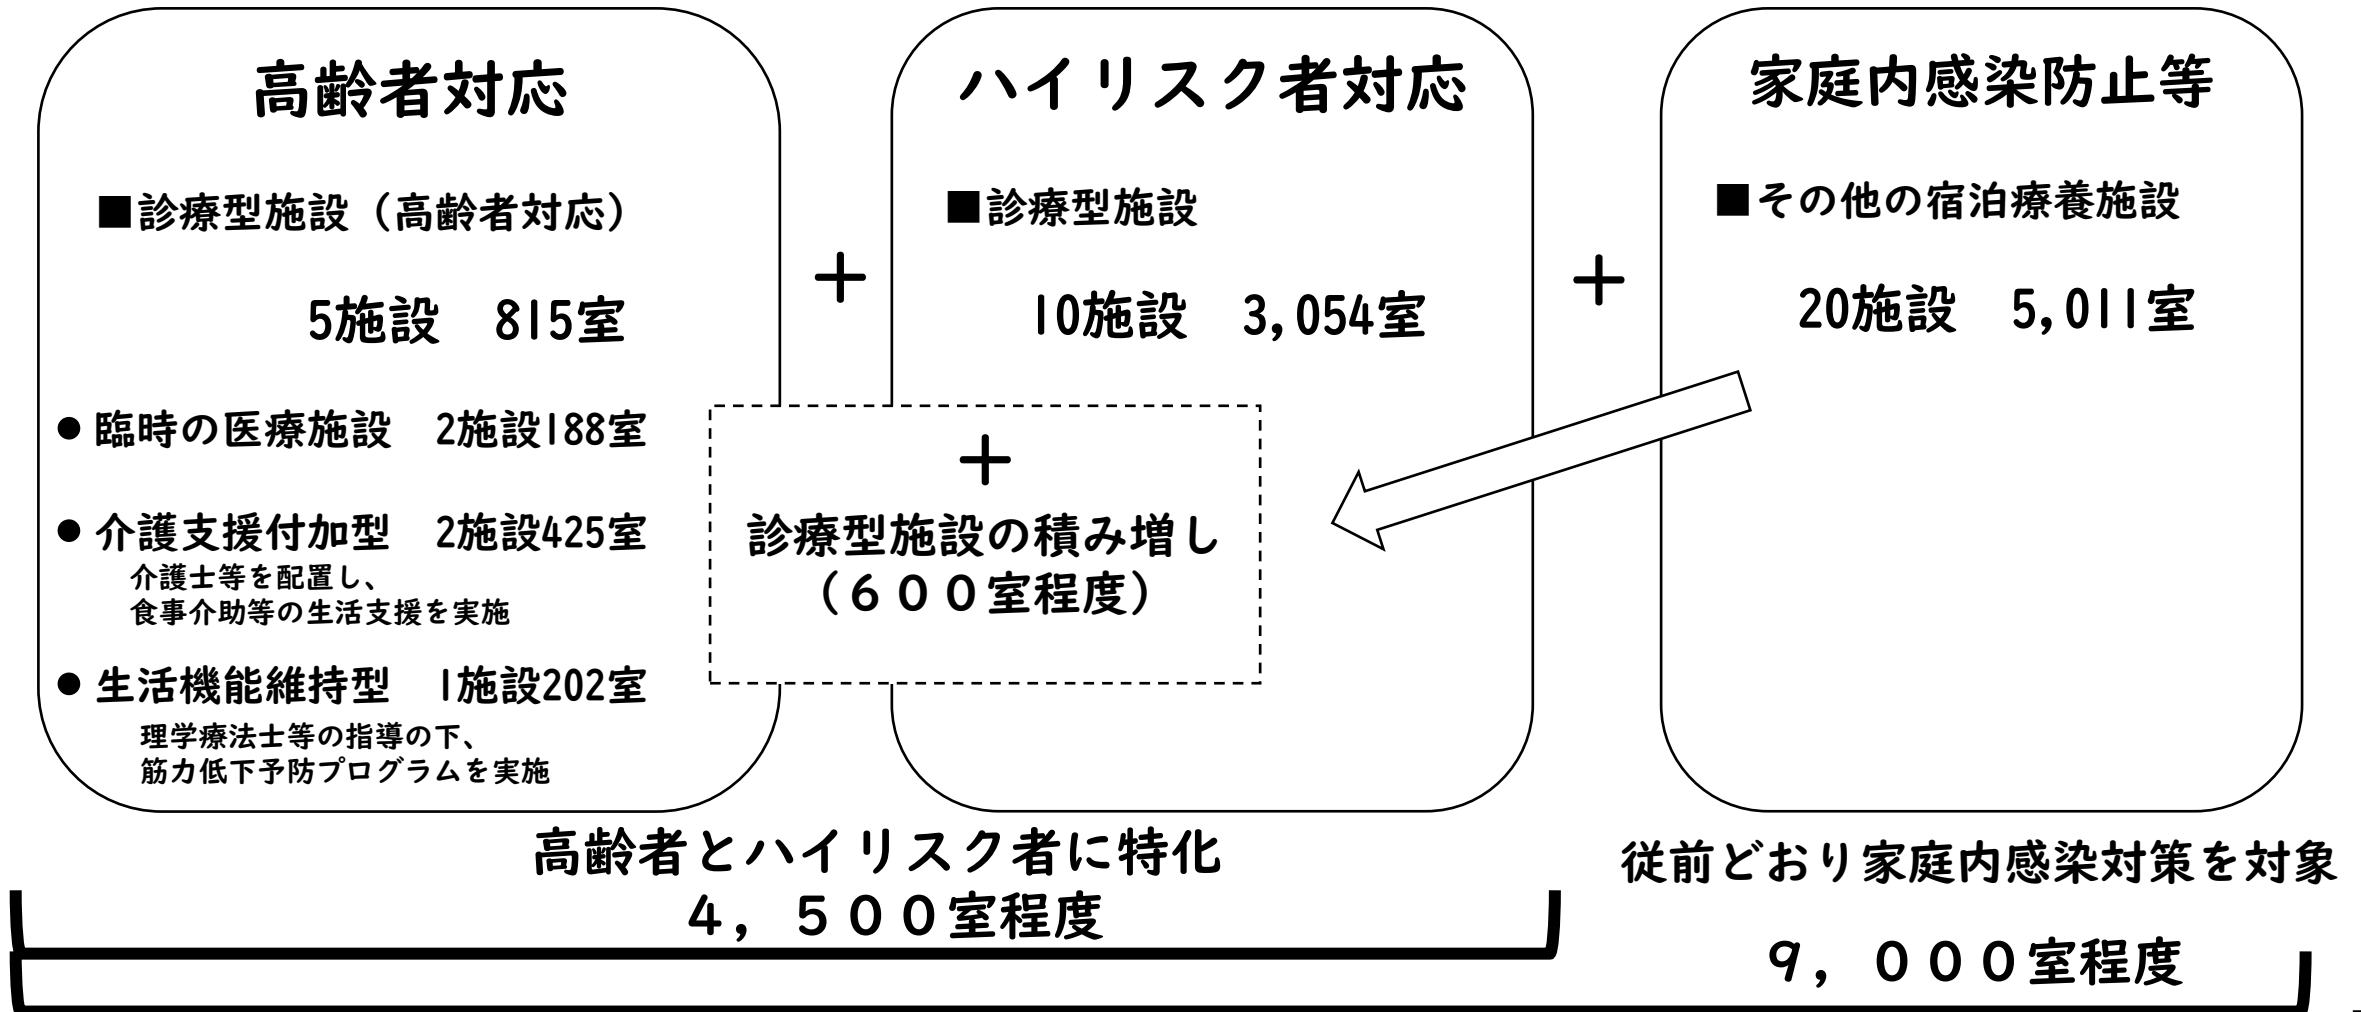 高齢者対応
■診療型施設（高齢者対応）
5施設　815室
● 臨時の医療施設　2施設188室
● 介護支援付加型　2施設425室
介護士等を配置し、
食事介助等の生活支援を実施
● 生活機能維持型　1施設202室
理学療法士等の指導の下、
筋力低下予防プログラムを実施
＋
ハイリスク者対応
■診療型施設
10施設　3,054室
＋
診療型施設の積み増し
（６００室程度）
＋
家庭内感染防止等
■その他の宿泊療養施設
20施設　5,011室
高齢者とハイリスク者に特化
４，５００室程度
従前どおり家庭内感染対策を対象
９，０００室程度